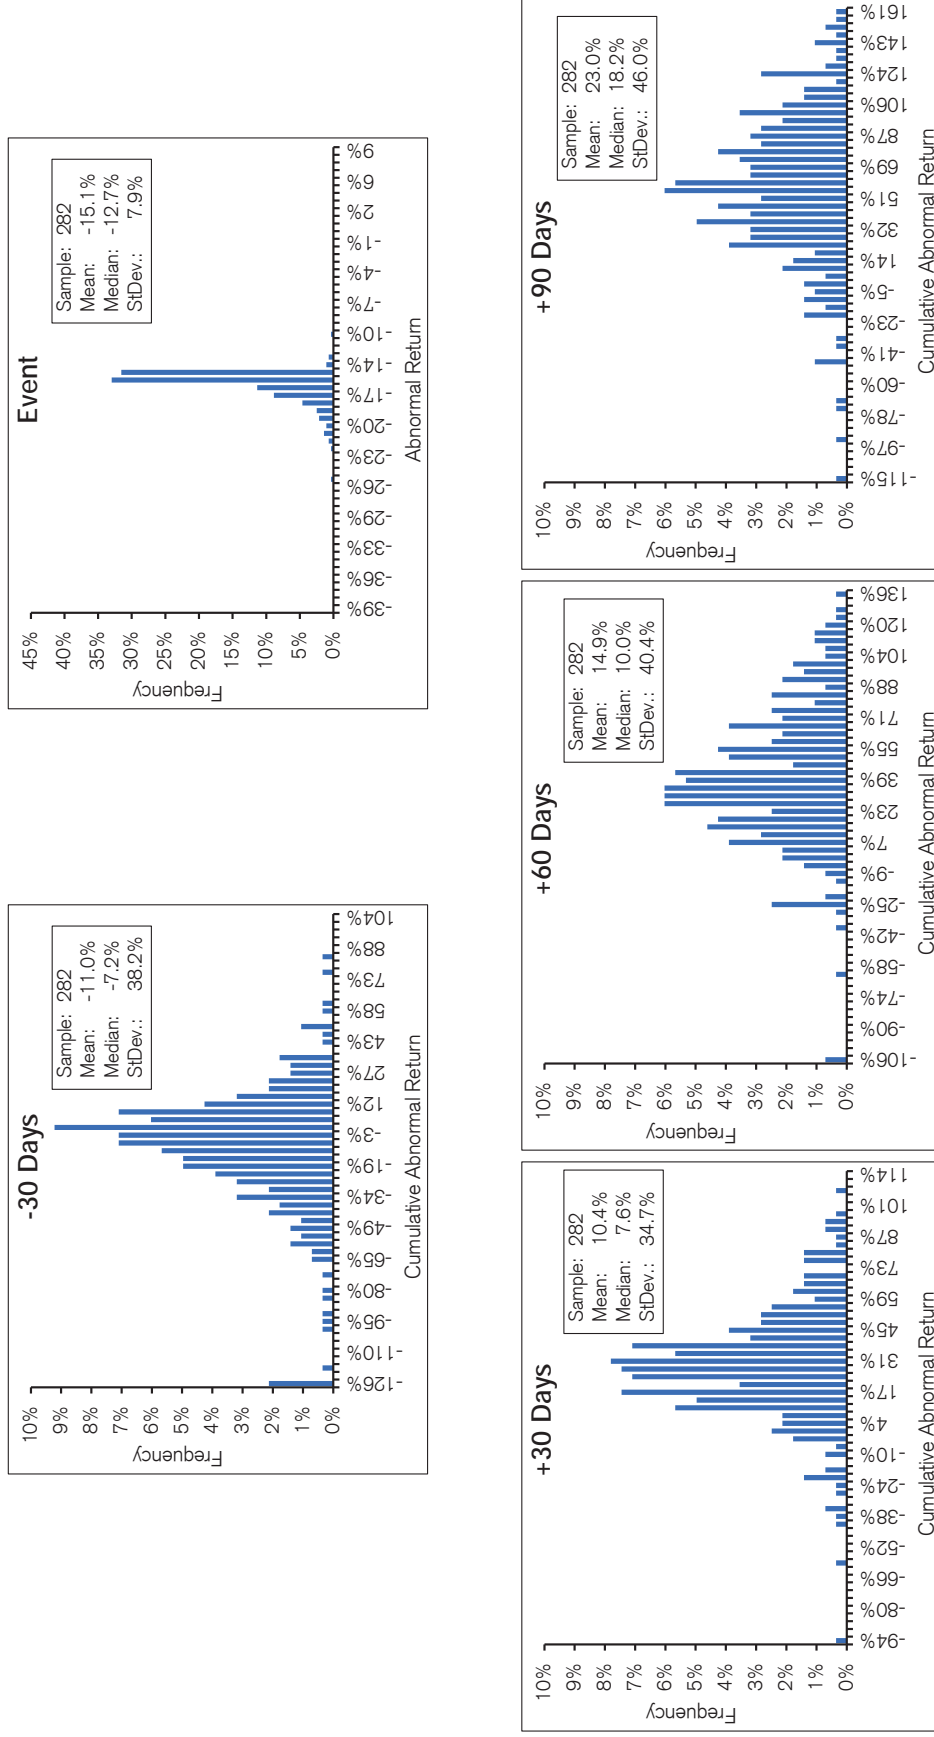 -30 Days
Sample: 282
Mean: -11.0%
Median: -7.2%
StDev.: 38.2%
Frequency
10%
9%
8%
7%
6%
5%
4%
3%
2%
1%
0%
-126% -110% -95% -80% -65% -49% -34% -19% -3% 12% 27% 43% 58% 73% 88% 104%
Cumulative Abnormal Return
Event
Sample: 282
Mean: -15.1%
Median: -12.7%
StDev.: 7.9%
Frequency
45%
40%
35%
30%
25%
20%
15%
10%
5%
0%
-39% -36% -33% -29% -26% -23% -20% -17% -14% -10% -7% -4% -1% 2% 6% 9%
Abnormal Return
+30 Days
Sample: 282
Mean: 10.4%
Median: 7.6%
StDev.: 34.7%
Frequency
10%
9%
8%
7%
6%
5%
4%
3%
2%
1%
0%
-94% -80% -66% -52% -38% -24% -10% 4% 17% 31% 45% 59% 73% 87% 101% 114%
Cumulative Abnormal Return
+60 Days
Sample: 282
Mean: 14.9%
Median: 10.0%
StDev.: 40.4%
Frequency
10%
9%
8%
7%
6%
5%
4%
3%
2%
1%
0%
-106% -90% -74% -58% -42% -25% -9% 7% 23% 39% 55% 71% 88% 104% 120% 136%
Cumulative Abnormal Return
+90 Days
Sample: 282
Mean: 23.0%
Median: 18.2%
StDev.: 46.0%
Frequency
10%
9%
8%
7%
6%
5%
4%
3%
2%
1%
0%
-115% -97% -78% -60% -41% -23% -5% 14% 32% 51% 69% 87% 106% 124% 143% 161%
Cumulative Abnormal Return